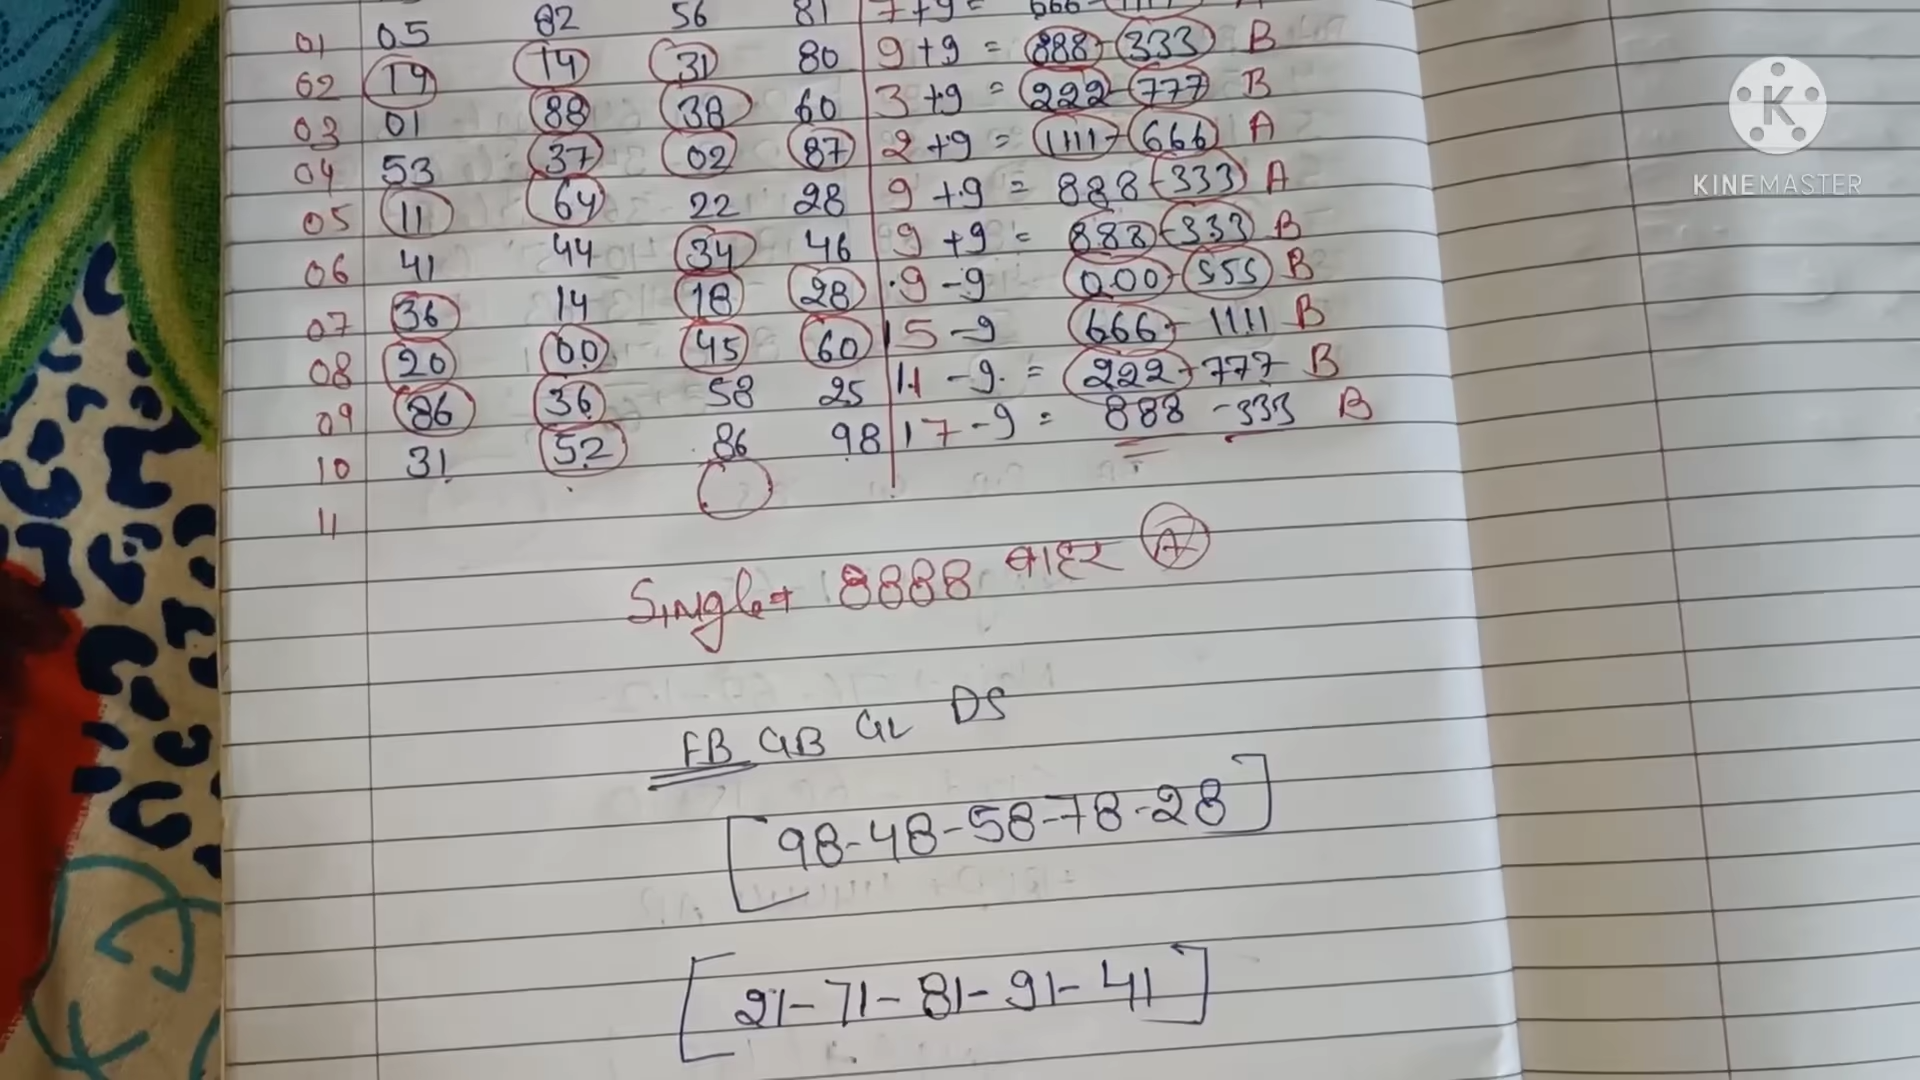 82 56 81 7+9= 666-1111 A
01 05 14 31 80 9+9 = 888-333 B
02 19 88 38 60 3+9 = 222-777 B
03 01 37 02 87 2+9 = 1111-666 A
04 53 64 22 28 9+9 = 888-333 A
05 11 44 34 46 9+9 = 888-333 B
06 41 14 18 28 9-9 000-555 B
07 36 00 45 60 15-9 666-1111 B
08 20 36 58 25 11-9 = 222-777 B
09 86 52 86 98 17-9 = 888-333 B
10 31
11
Single 8888 बाहर A
FB GB GL DS
[98-48-58-78-28]
[21-71-81-91-41]
K
KINEMASTER